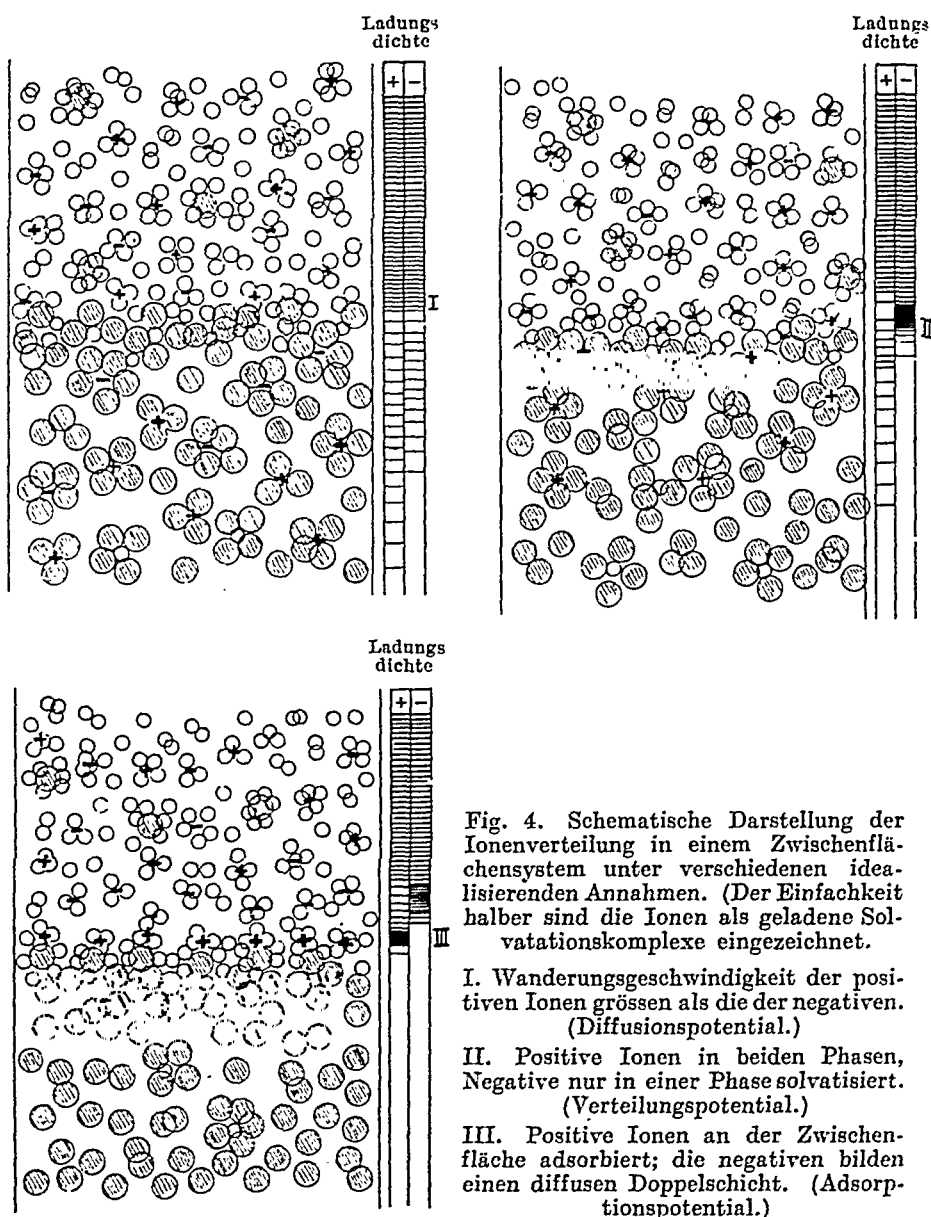 Ladungs
dichte
+ −
I
Ladungs
dichte
+ −
II
Ladungs
dichte
+ −
III
Fig. 4. Schematische Darstellung der
Ionenverteilung in einem Zwischenflä-
chensystem unter verschiedenen idea-
lisierenden Annahmen. (Der Einfachkeit
halber sind die Ionen als geladene Sol-
vatationskomplexe eingezeichnet.
I. Wanderungsgeschwindigkeit der posi-
tiven Ionen grössen als die der negativen.
(Diffusionspotential.)
II. Positive Ionen in beiden Phasen,
Negative nur in einer Phase solvatisiert.
(Verteilungspotential.)
III. Positive Ionen an der Zwischen-
fläche adsorbiert; die negativen bilden
einen diffusen Doppelschicht. (Adsorp-
tionspotential.)